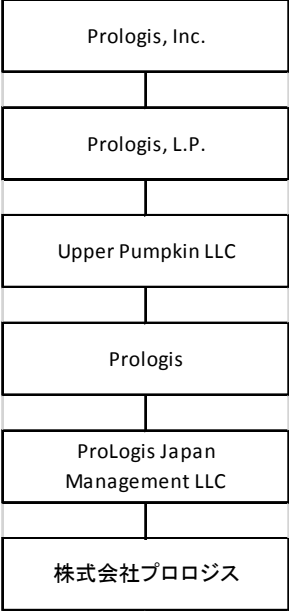 Prologis, Inc.
Prologis, L.P.
Upper Pumpkin LLC
Prologis
ProLogis Japan
Management LLC
株式会社プロロジス